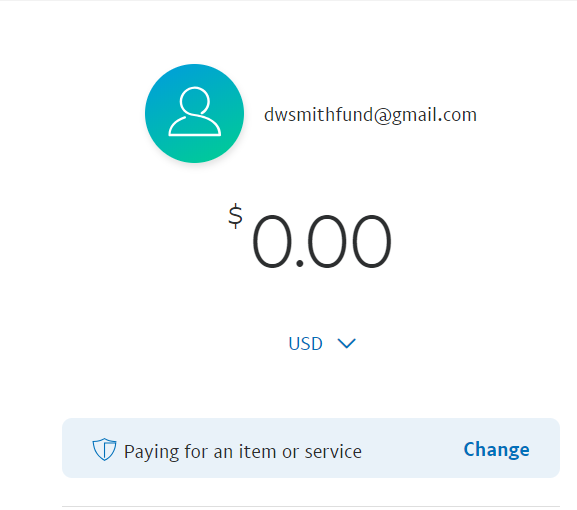 dwsmithfund@gmail.com
$ 0.00
USD
Paying for an item or service Change